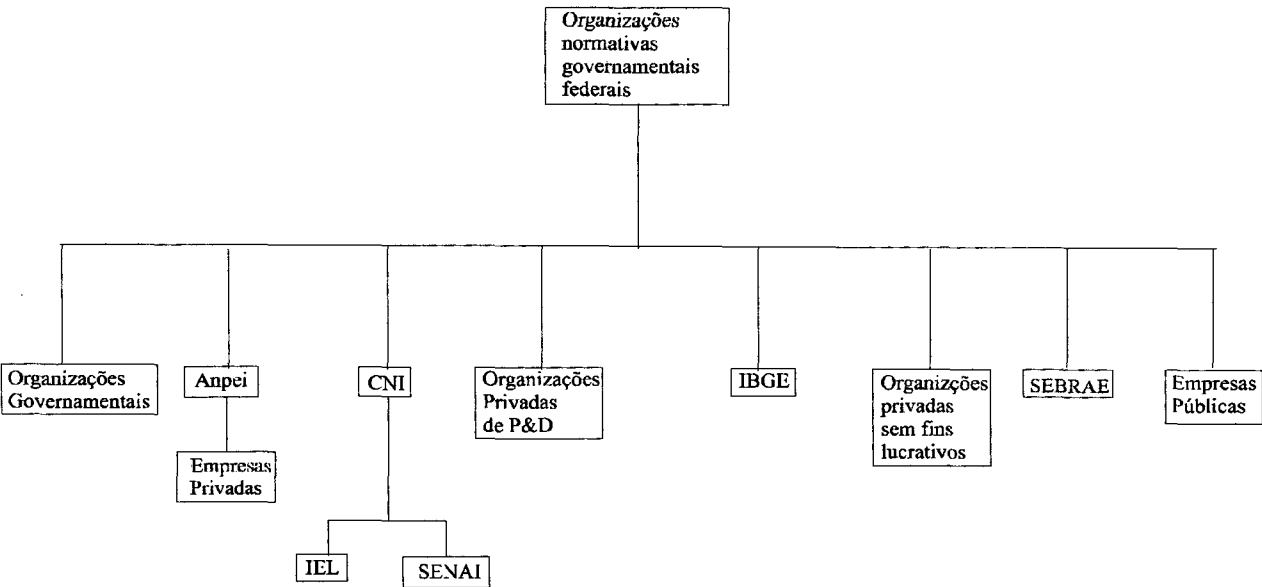 Organizações
normativas
governamentais
federais
Organizações
Governamentais
Anpei
CNI
Organizações
Privadas
de P&D
IBGE
Organizções
privadas
sem fins
lucrativos
SEBRAE
Empresas
Públicas
Empresas
Privadas
IEL
SENAI